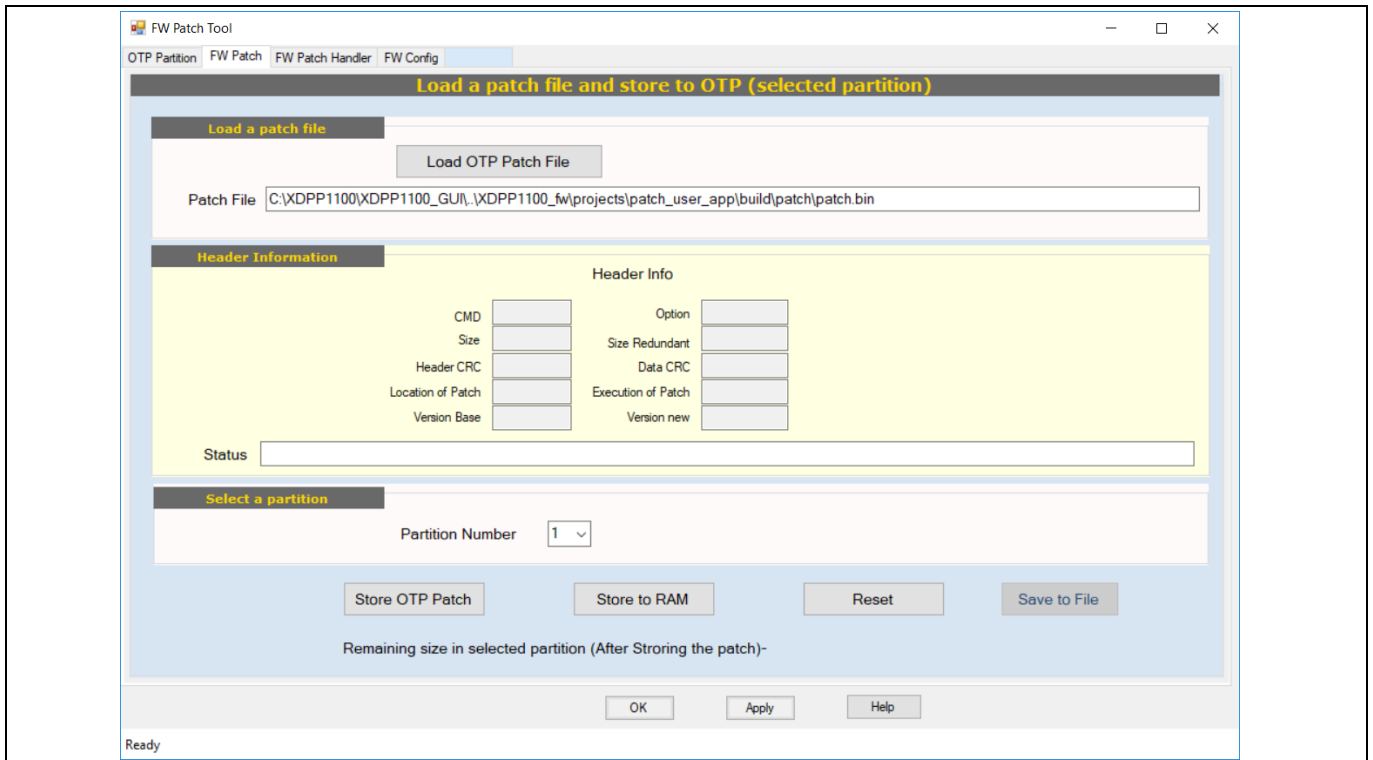 FW Patch Tool
OTP Partition FW Patch FW Patch Handler FW Config
Load a patch file and store to OTP (selected partition)
Load a patch file
Load OTP Patch File
Patch File C:\XDPP1100\XDPP1100_GUI\..\XDPP1100_fw\projects\patch_user_app\build\patch\patch.bin
Header Information
Header Info
CMD Option
Size Size Redundant
Header CRC Data CRC
Location of Patch Execution of Patch
Version Base Version new
Status
Select a partition
Partition Number 1
Store OTP Patch Store to RAM Reset Save to File
Remaining size in selected partition (After Stroring the patch)-
OK Apply Help
Ready